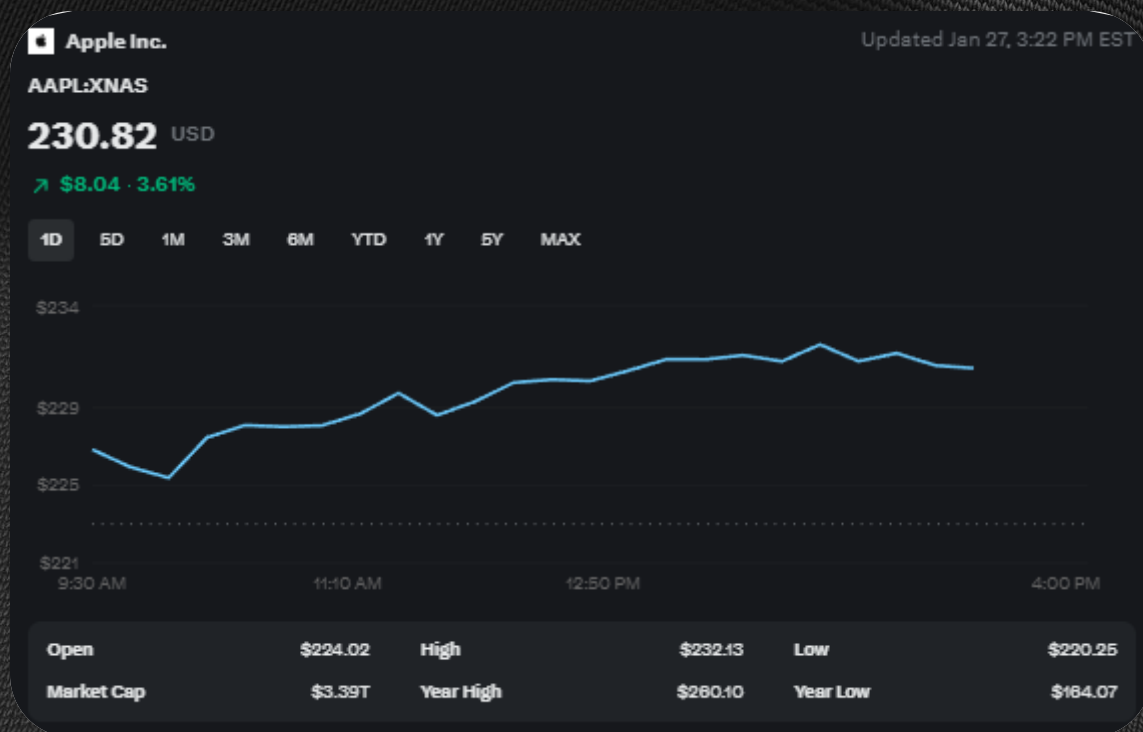 Apple Inc.
Updated Jan 27, 3:22 PM EST
AAPL:XNAS
230.82 USD
$8.04 · 3.61%
1D 5D 1M 3M 6M YTD 1Y 5Y MAX
$234
$229
$225
$221
9:30 AM 11:10 AM 12:50 PM 4:00 PM
Open $224.02 High $232.13 Low $220.25
Market Cap $3.39T Year High $260.10 Year Low $164.07